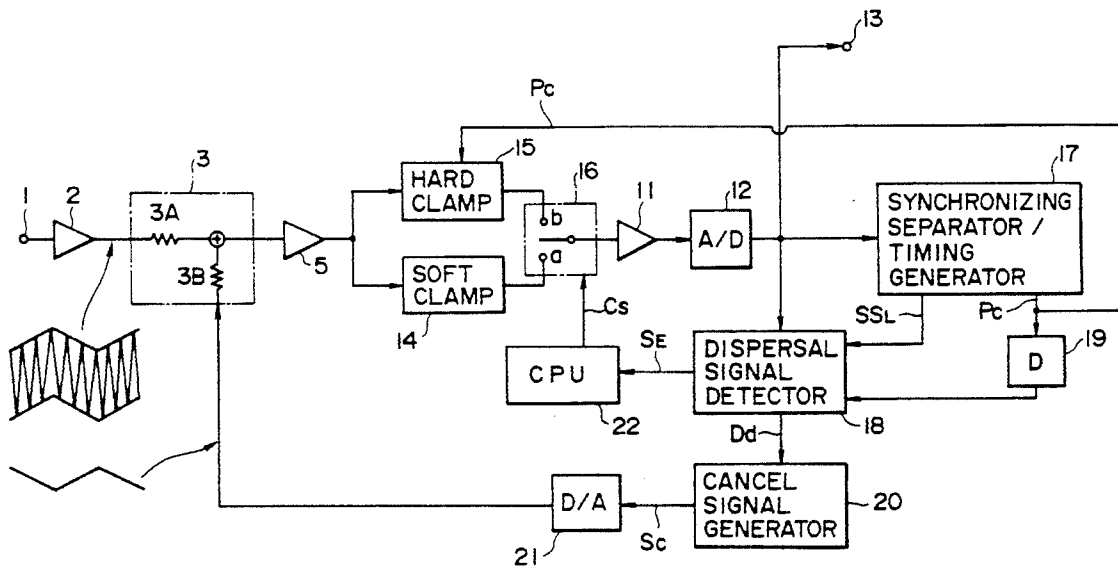 13
Pc
15
HARD
CLAMP
16
b
a
17
SYNCHRONIZING
SEPARATOR /
TIMING
GENERATOR
1
2
3
3A
3B
5
11
12
A/D
SOFT
CLAMP
14
Cs
SSL
Pc
19
D
CPU
22
SE
DISPERSAL
SIGNAL
DETECTOR
18
Dd
D/A
21
Sc
CANCEL
SIGNAL
GENERATOR
20